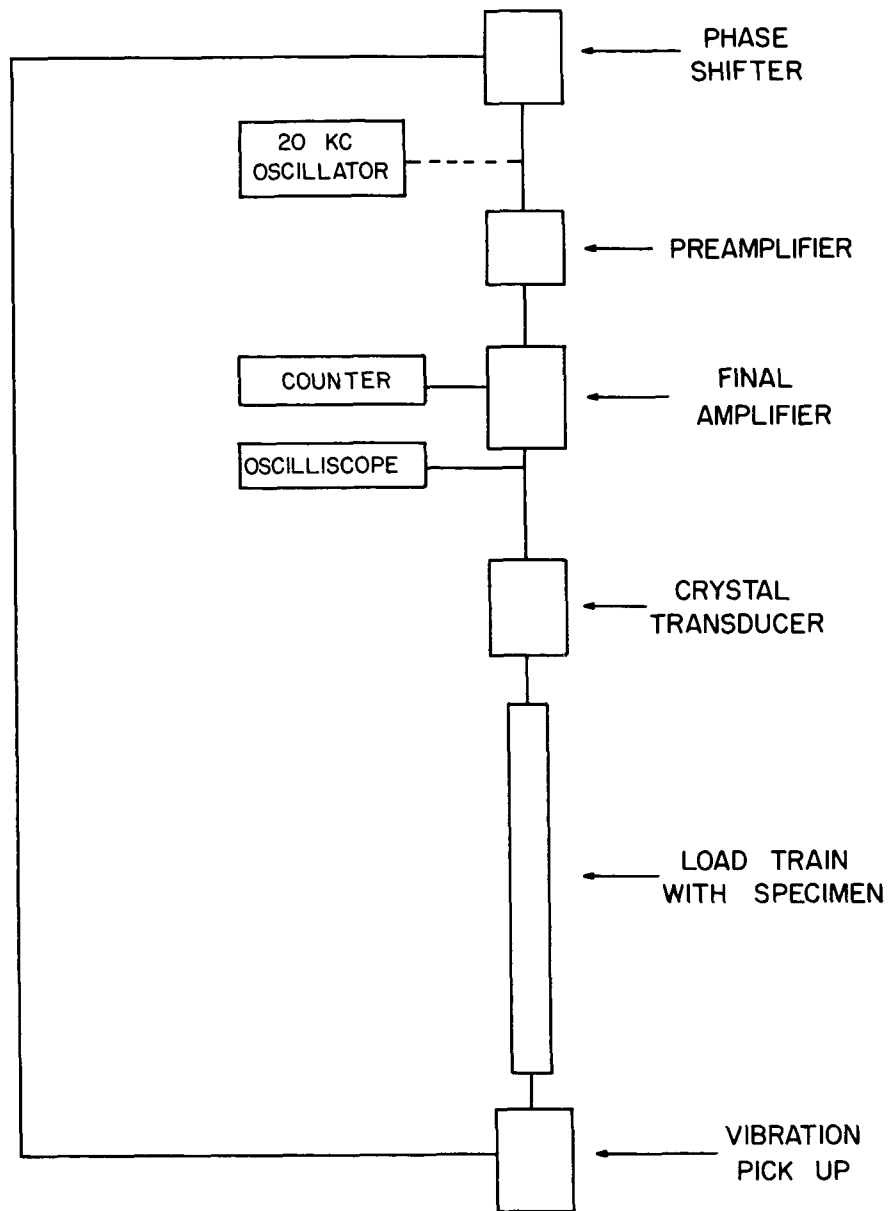 PHASE
SHIFTER
20 KC
OSCILLATOR
PREAMPLIFIER
COUNTER
FINAL
AMPLIFIER
OSCILLISCOPE
CRYSTAL
TRANSDUCER
LOAD TRAIN
WITH SPECIMEN
VIBRATION
PICK UP